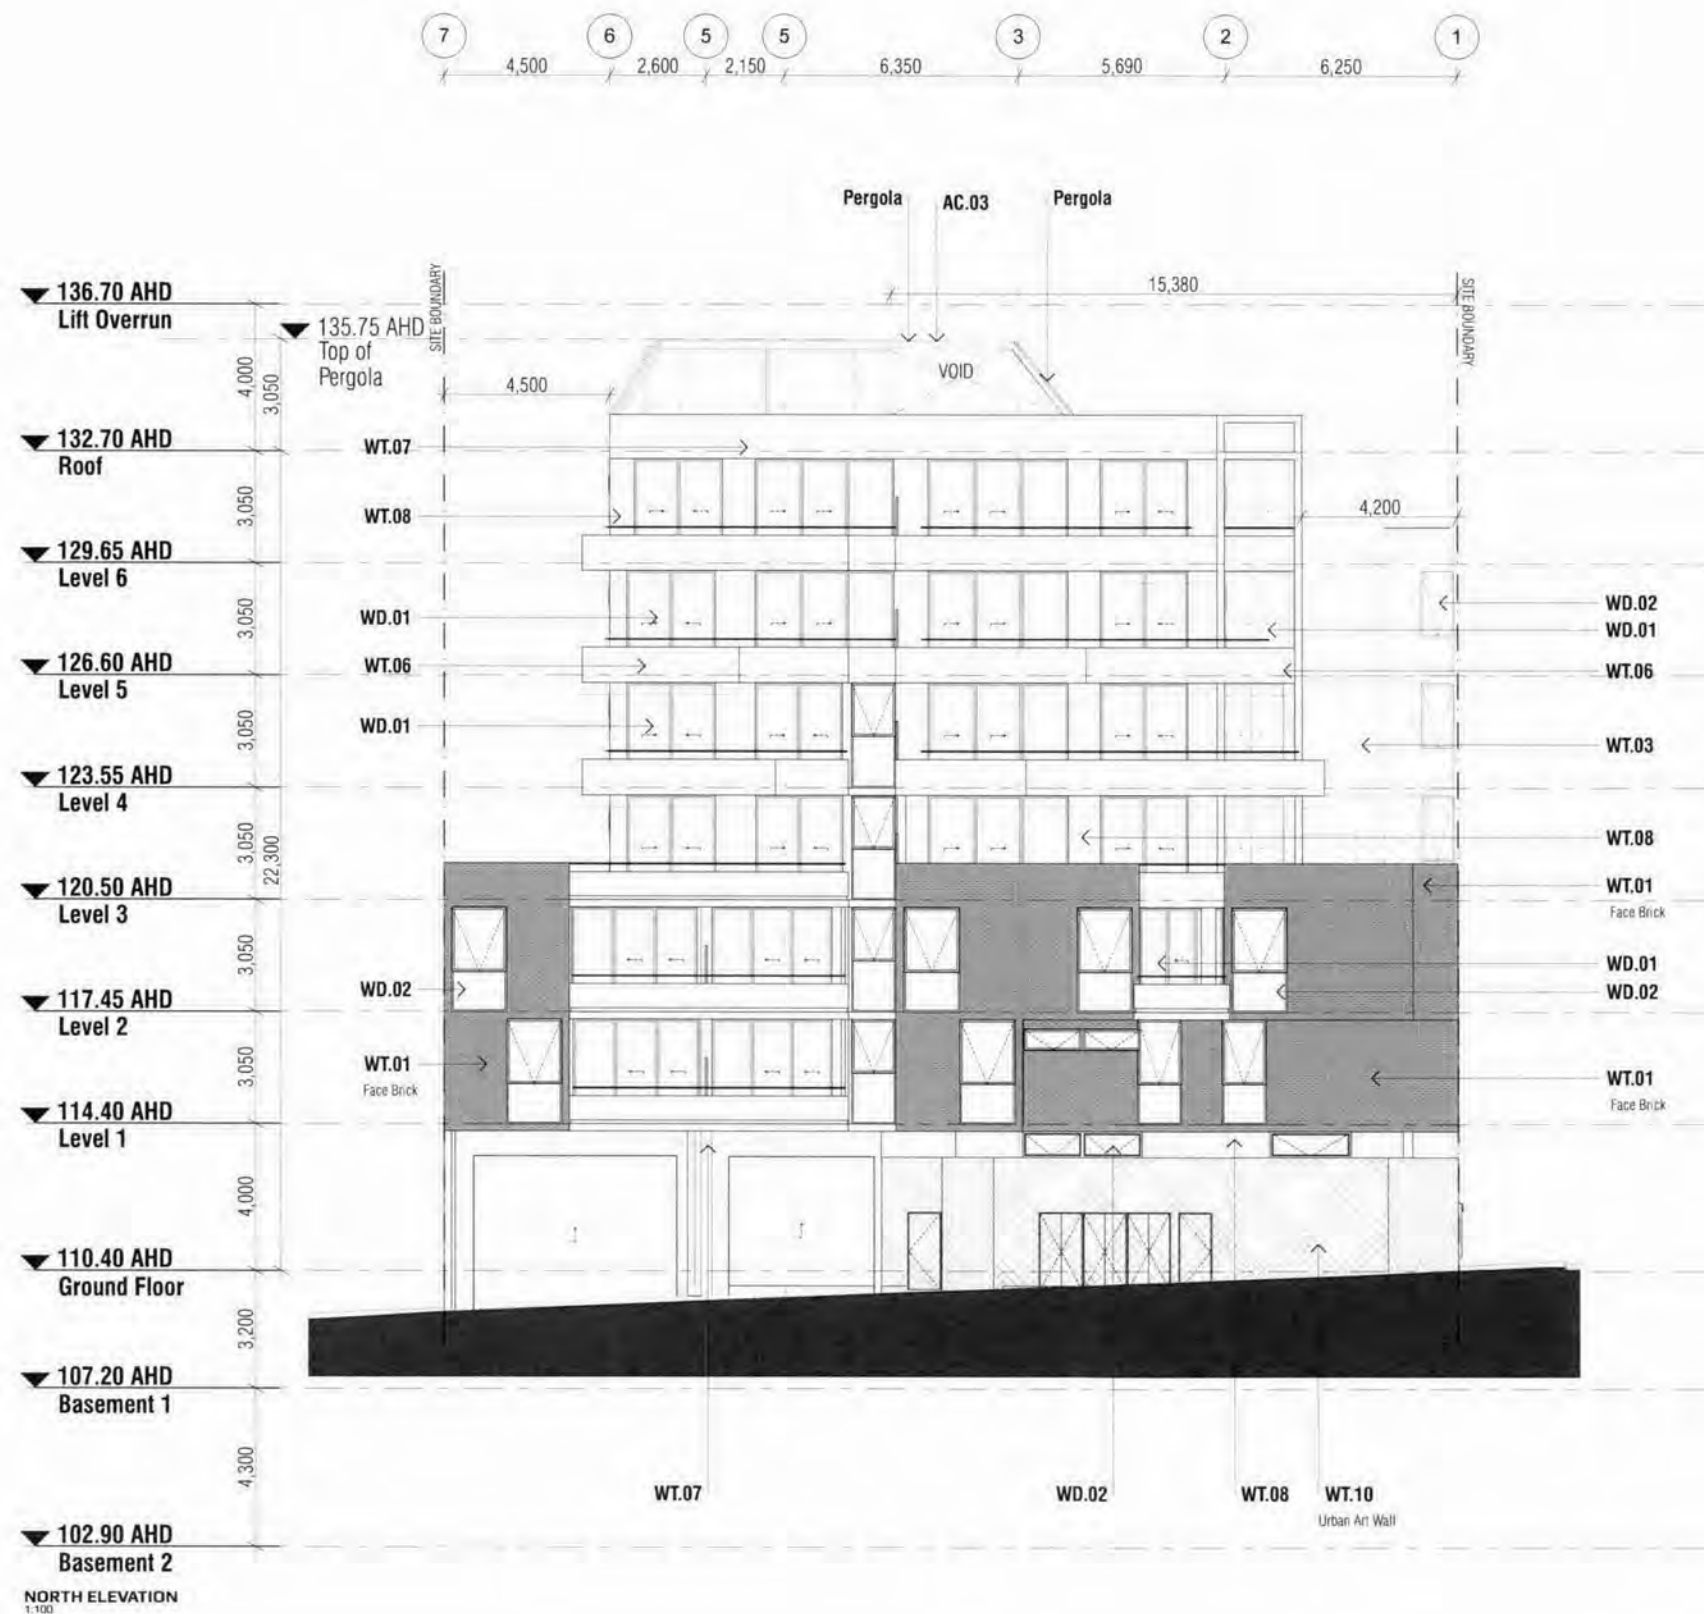 7 6 5 5 3 2 1
4,500 2,600 2,150 6,350 5,690 6,250
Pergola AC.03 Pergola
15,380
SITE BOUNDARY
SITE BOUNDARY
136.70 AHD
Lift Overrun
135.75 AHD
Top of
Pergola
4,000
3,050
4,500
VOID
132.70 AHD
Roof
WT.07
3,050
WT.08
4,200
129.65 AHD
Level 6
3,050
WD.01
WD.02
WD.01
126.60 AHD
Level 5
WT.06
WT.06
3,050
WD.01
WT.03
123.55 AHD
Level 4
3,050
22,300
WT.08
120.50 AHD
Level 3
WT.01
Face Brick
3,050
WD.02
WD.01
WD.02
117.45 AHD
Level 2
3,050
WT.01
Face Brick
WT.01
Face Brick
114.40 AHD
Level 1
4,000
110.40 AHD
Ground Floor
3,200
107.20 AHD
Basement 1
4,300
WT.07 WD.02 WT.08 WT.10
Urban Art Wall
102.90 AHD
Basement 2
NORTH ELEVATION
1:100